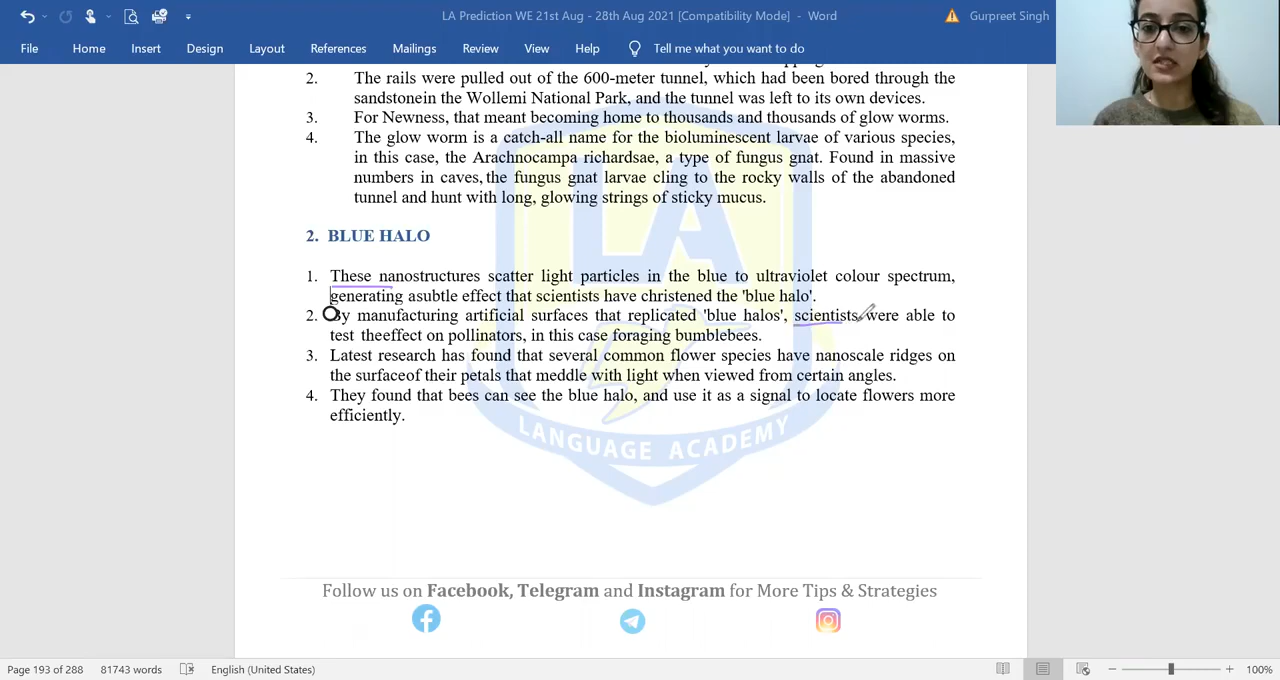 LA Prediction WE 21st Aug - 28th Aug 2021 [Compatibility Mode] - Word
Gurpreet Singh
File Home Insert Design Layout References Mailings Review View Help Tell me what you want to do
2. The rails were pulled out of the 600-meter tunnel, which had been bored through the
sandstonein the Wollemi National Park, and the tunnel was left to its own devices.
3. For Newness, that meant becoming home to thousands and thousands of glow worms.
4. The glow worm is a catch-all name for the bioluminescent larvae of various species,
in this case, the Arachnocampa richardsae, a type of fungus gnat. Found in massive
numbers in caves, the fungus gnat larvae cling to the rocky walls of the abandoned
tunnel and hunt with long, glowing strings of sticky mucus.
2. BLUE HALO
1. These nanostructures scatter light particles in the blue to ultraviolet colour spectrum,
generating asubtle effect that scientists have christened the 'blue halo'.
2. By manufacturing artificial surfaces that replicated 'blue halos', scientists were able to
test theeffect on pollinators, in this case foraging bumblebees.
3. Latest research has found that several common flower species have nanoscale ridges on
the surfaceof their petals that meddle with light when viewed from certain angles.
4. They found that bees can see the blue halo, and use it as a signal to locate flowers more
efficiently.
LA
LANGUAGE ACADEMY
Follow us on Facebook, Telegram and Instagram for More Tips & Strategies
Page 193 of 288 81743 words English (United States) 100%